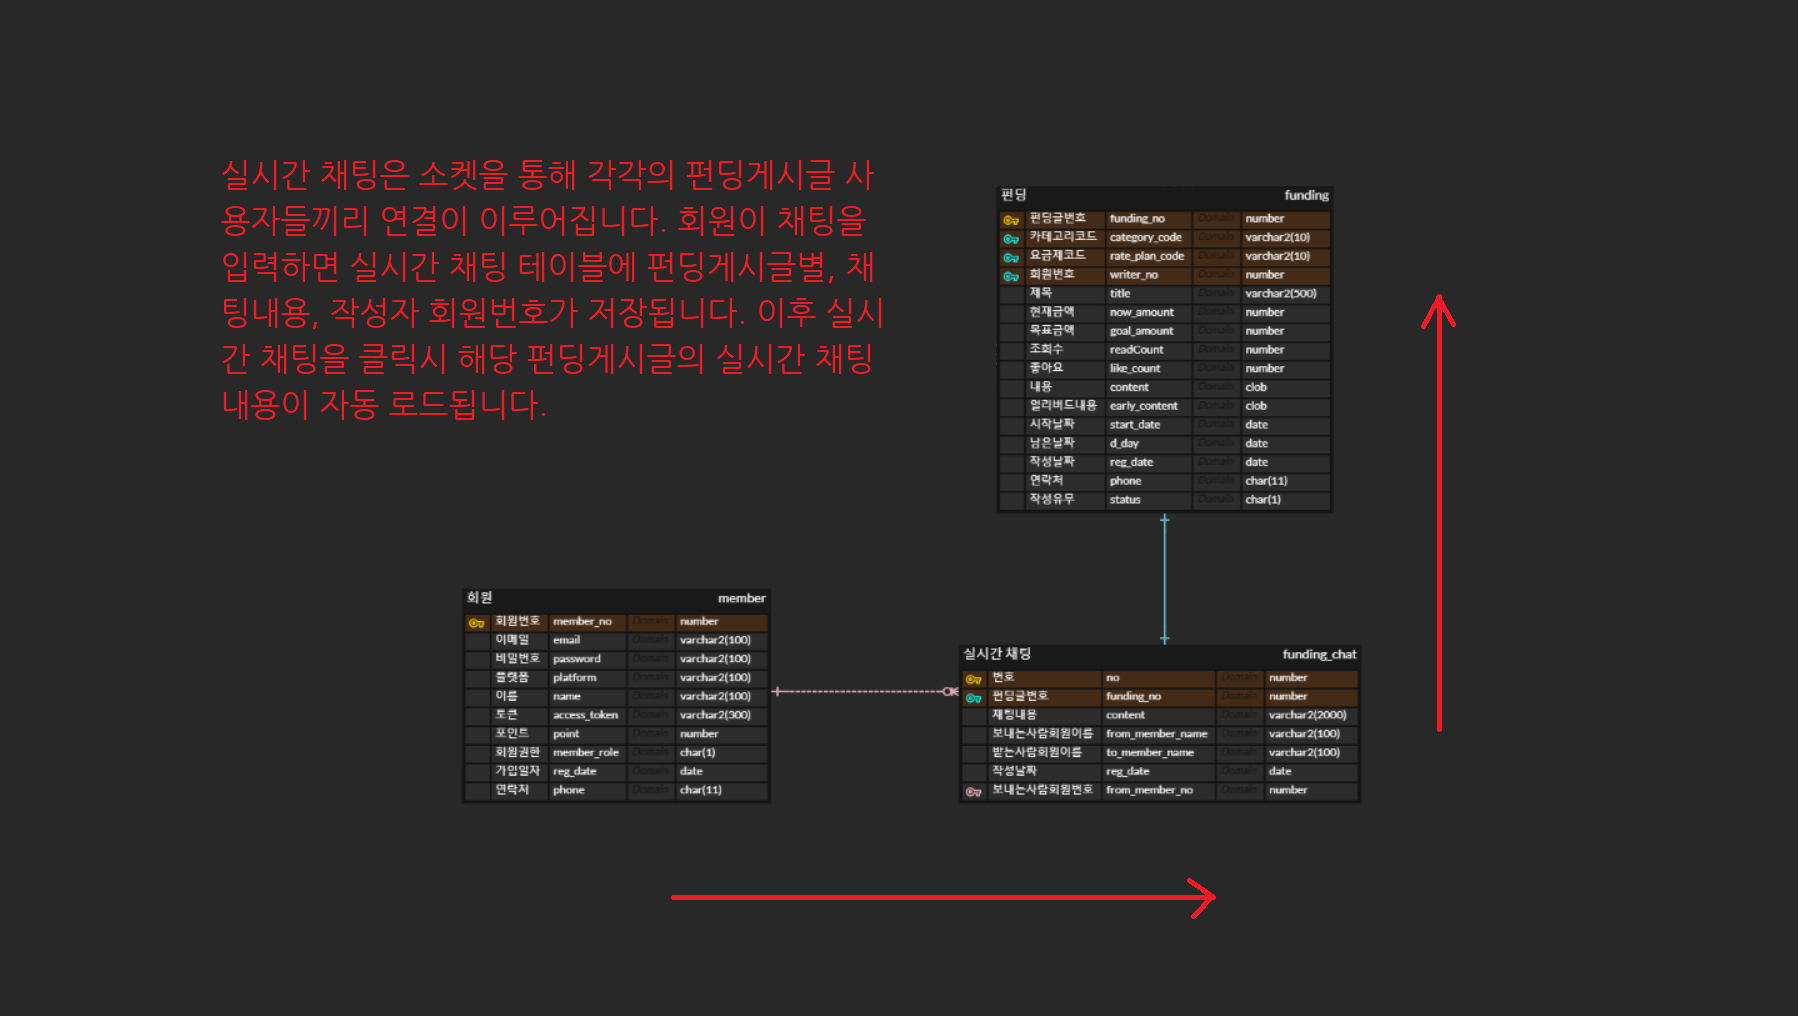 실시간 채팅은 소켓을 통해 각각의 펀딩게시글 사
용자들끼리 연결이 이루어집니다. 회원이 채팅을
입력하면 실시간 채팅 테이블에 펀딩게시글별, 채
팅내용, 작성자 회원번호가 저장됩니다. 이후 실시
간 채팅을 클릭시 해당 펀딩게시글의 실시간 채팅
내용이 자동 로드됩니다.
펀딩 funding
펀딩글번호 funding_no Domain number
카테고리코드 category_code Domain varchar2(10)
요금제코드 rate_plan_code Domain varchar2(10)
회원번호 writer_no Domain number
제목 title Domain varchar2(500)
현재금액 now_amount Domain number
목표금액 goal_amount Domain number
조회수 readCount Domain number
좋아요 like_count Domain number
내용 content Domain clob
얼리버드내용 early_content Domain clob
시작날짜 start_date Domain date
남은날짜 d_day Domain date
작성날짜 reg_date Domain date
연락처 phone Domain char(11)
작성유무 status Domain char(1)
회원 member
회원번호 member_no Domain number
이메일 email Domain varchar2(100)
비밀번호 password Domain varchar2(100)
플랫폼 platform Domain varchar2(100)
이름 name Domain varchar2(100)
토큰 access_token Domain varchar2(300)
포인트 point Domain number
회원권한 member_role Domain char(1)
가입일자 reg_date Domain date
연락처 phone Domain char(11)
실시간 채팅 funding_chat
번호 no Domain number
펀딩글번호 funding_no Domain number
채팅내용 content Domain varchar2(2000)
보내는사람회원이름 from_member_name Domain varchar2(100)
받는사람회원이름 to_member_name Domain varchar2(100)
작성날짜 reg_date Domain date
보내는사람회원번호 from_member_no Domain number